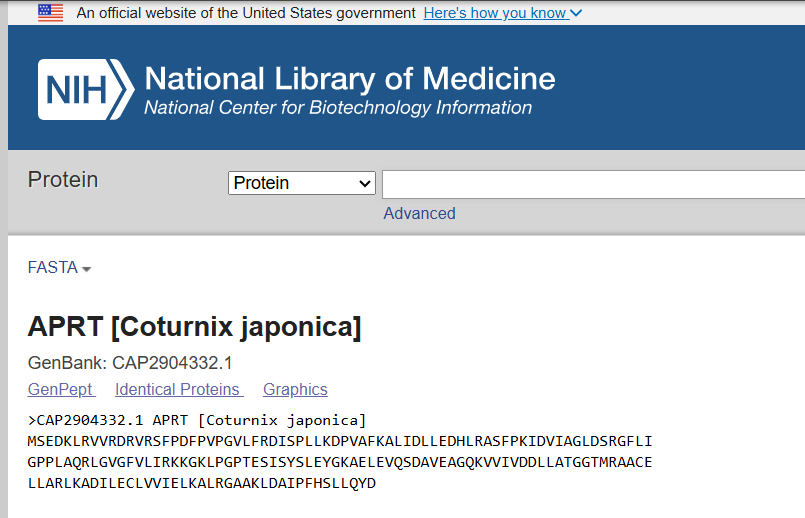 An official website of the United States government Here's how you know
NIH National Library of Medicine
National Center for Biotechnology Information
Protein Protein
Advanced
FASTA
APRT [Coturnix japonica]
GenBank: CAP2904332.1
GenPept Identical Proteins Graphics
>CAP2904332.1 APRT [Coturnix japonica]
MSEDKLRVVRDRVRSFPDFPVPGVLFRDISPLLKDPVAFKALIDLLEDHLRASFPKIDVIAGLDSRGFLI
GPPLAQRLGVGFVLIRKKGKLPGPTESISYSLEYGKAELEVQSDAVEAGQKVVIVDDLLATGGTMRAACE
LLARLKADILECLVVIELKALRGAAKLDAIPFHSLLQYD